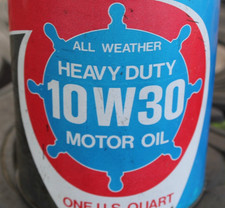 ALL WEATHER
HEAVY DUTY
10W30
MOTOR OIL
ONE U.S. QUART